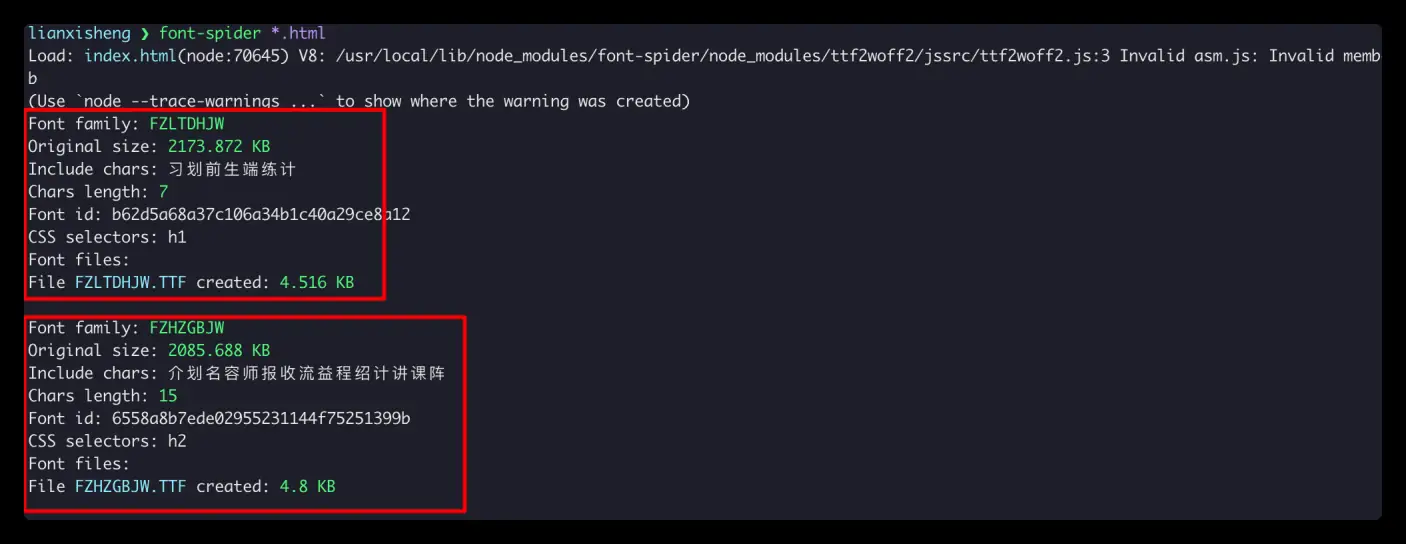 lianxisheng ❯ font-spider *.html
Load: index.html(node:70645) V8: /usr/local/lib/node_modules/font-spider/node_modules/ttf2woff2/jssrc/ttf2woff2.js:3 Invalid asm.js: Invalid memb
b
(Use `node --trace-warnings ...` to show where the warning was created)
Font family: FZLTDHJW
Original size: 2173.872 KB
Include chars: 习划前生端练计
Chars length: 7
Font id: b62d5a68a37c106a34b1c40a29ce8a12
CSS selectors: h1
Font files:
File FZLTDHJW.TTF created: 4.516 KB
Font family: FZHZGBJW
Original size: 2085.688 KB
Include chars: 介划名容师报收流益程绍计讲课阵
Chars length: 15
Font id: 6558a8b7ede02955231144f75251399b
CSS selectors: h2
Font files:
File FZHZGBJW.TTF created: 4.8 KB